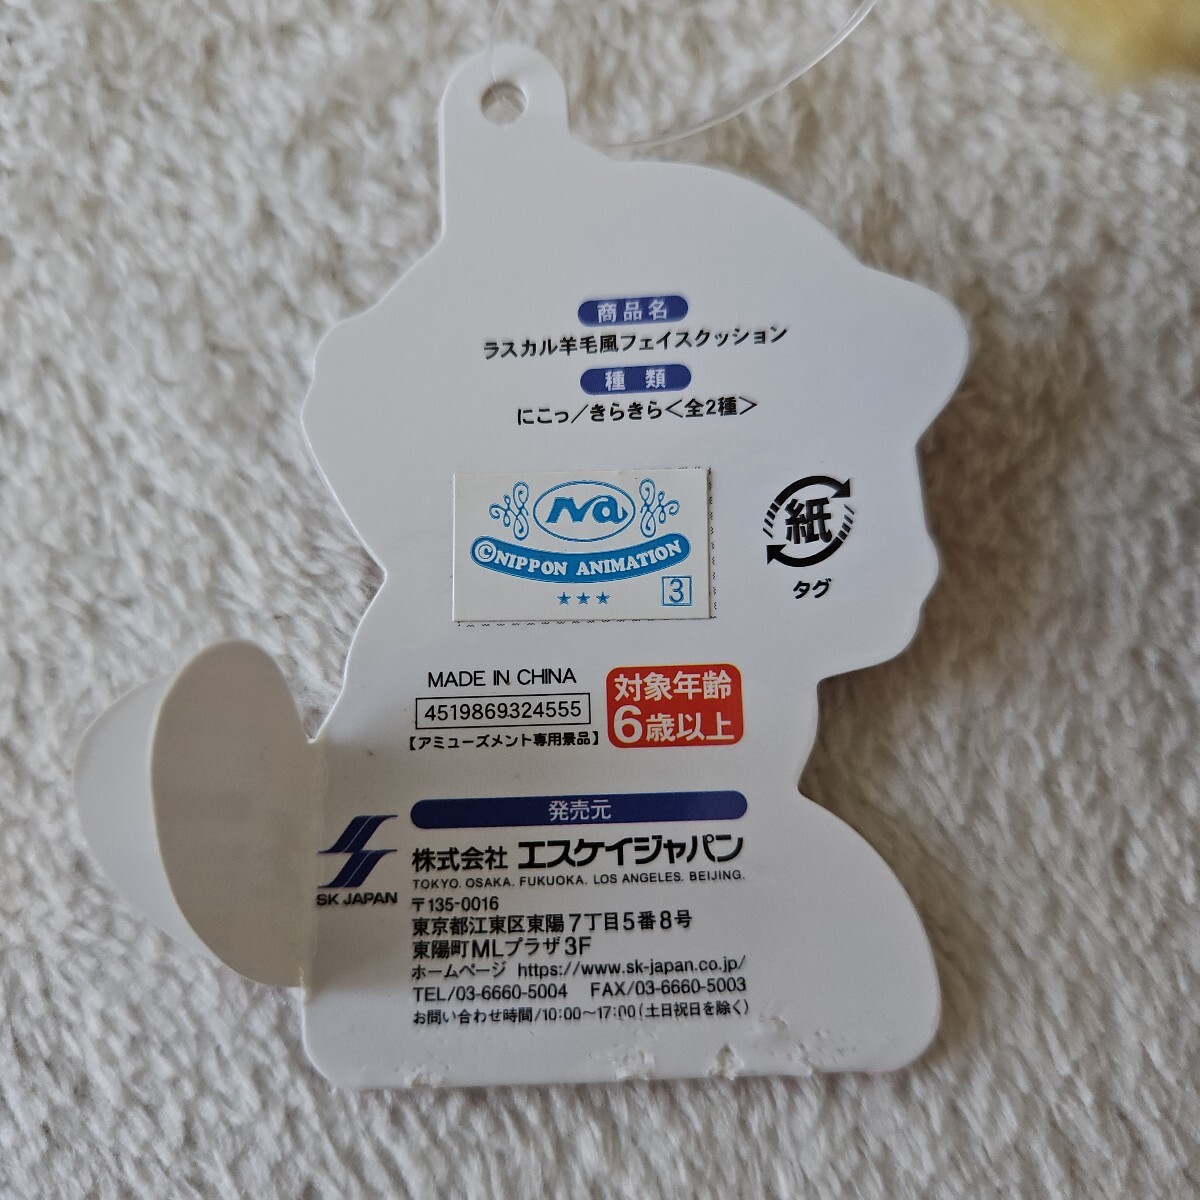 商品名
ラスカル羊毛風フェイスクッション
種類
にこっ／きらきら＜全2種＞
Na
©NIPPON ANIMATION
★★★
3
紙
タグ
MADE IN CHINA
4519869324555
【アミューズメント専用景品】
対象年齢
6歳以上
発売元
SK JAPAN
株式会社 エスケイジャパン
TOKYO. OSAKA. FUKUOKA. LOS ANGELES. BEIJING.
〒135-0016
東京都江東区東陽7丁目5番8号
東陽町MLプラザ3F
ホームページ https://www.sk-japan.co.jp/
TEL/03-6660-5004 FAX/03-6660-5003
お問い合わせ時間/10:00〜17:00(土日祝日を除く)